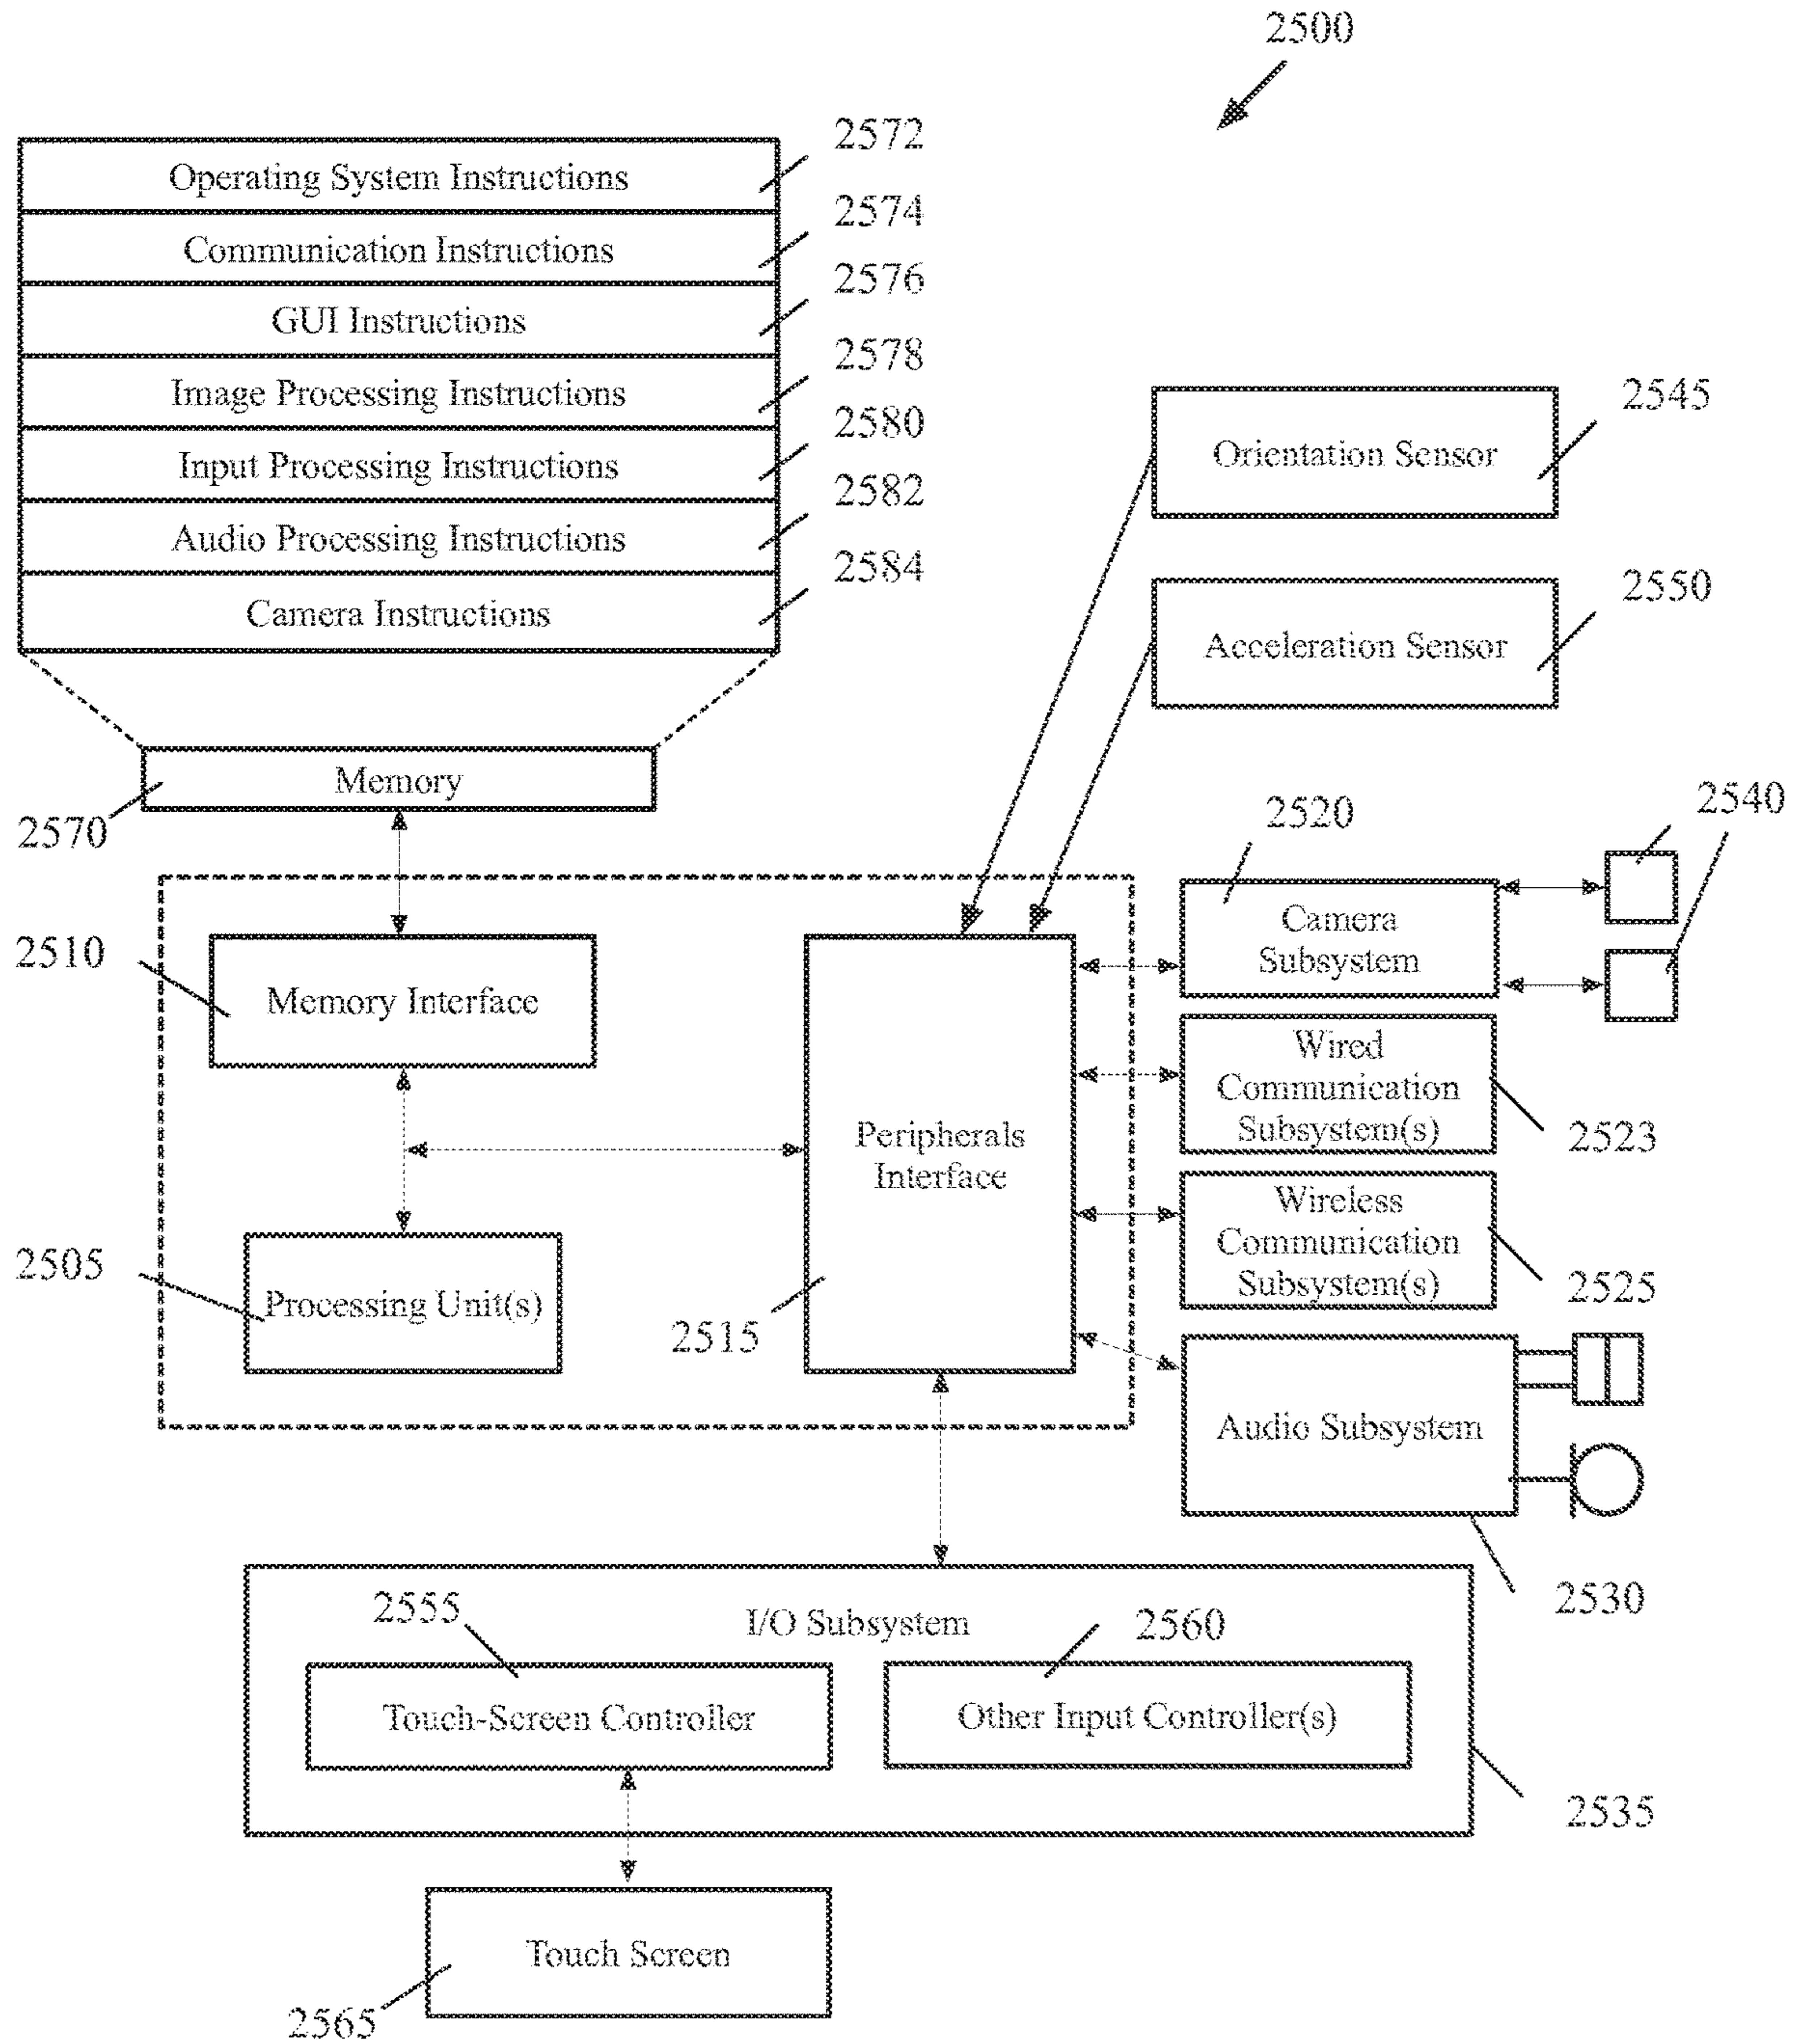 2500
2572
Operating System Instructions
2574
Communication Instructions
2576
GUI Instructions
2578
Image Processing Instructions
2580
Input Processing Instructions
2582
Audio Processing Instructions
2584
Camera Instructions
2545
Orientation Sensor
2550
Acceleration Sensor
Memory
2570
2520
2540
Camera
Subsystem
2510
Memory Interface
Wired
Communication
Subsystem(s)
2523
Peripherals
Interface
Wireless
Communication
Subsystem(s)
2525
2505
Processing Unit(s)
2515
Audio Subsystem
2530
2555
I/O Subsystem
2560
Touch-Screen Controller
Other Input Controller(s)
2535
Touch Screen
2565